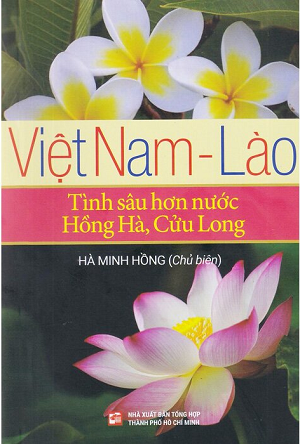 Việt Nam - Lào
Tình sâu hơn nước
Hồng Hà, Cửu Long
HÀ MINH HỒNG (Chủ biên)
NHÀ XUẤT BẢN TỔNG HỢP
THÀNH PHỐ HỒ CHÍ MINH